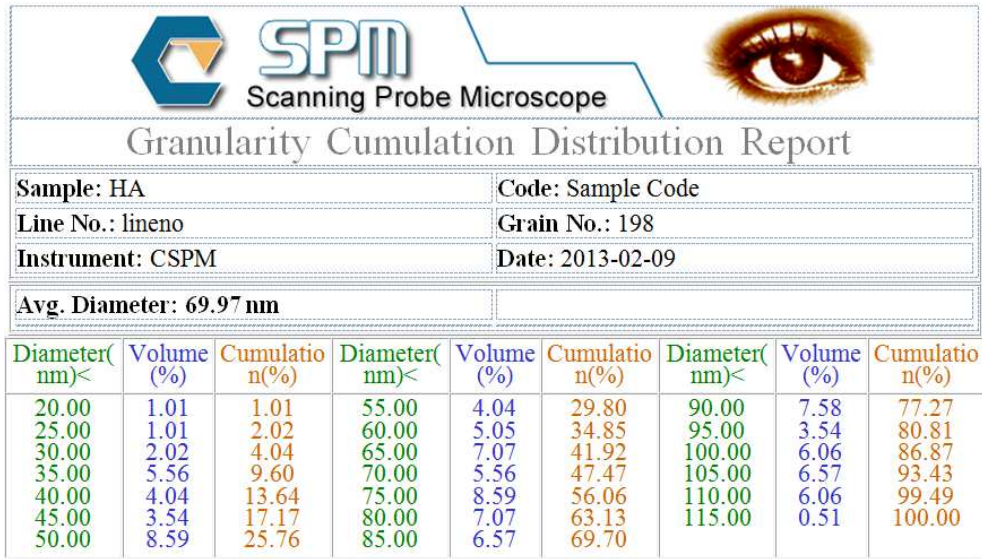 SPM
Scanning Probe Microscope
Granularity Cumulation Distribution Report
Sample: HA Code: Sample Code
Line No.: lineno Grain No.: 198
Instrument: CSPM Date: 2013-02-09
Avg. Diameter: 69.97 nm
Diameter( Volume Cumulatio Diameter( Volume Cumulatio Diameter( Volume Cumulatio
nm)< (%) n(%) nm)< (%) n(%) nm)< (%) n(%)
20.00 1.01 1.01 55.00 4.04 29.80 90.00 7.58 77.27
25.00 1.01 2.02 60.00 5.05 34.85 95.00 3.54 80.81
30.00 2.02 4.04 65.00 7.07 41.92 100.00 6.06 86.87
35.00 5.56 9.60 70.00 5.56 47.47 105.00 6.57 93.43
40.00 4.04 13.64 75.00 8.59 56.06 110.00 6.06 99.49
45.00 3.54 17.17 80.00 7.07 63.13 115.00 0.51 100.00
50.00 8.59 25.76 85.00 6.57 69.70